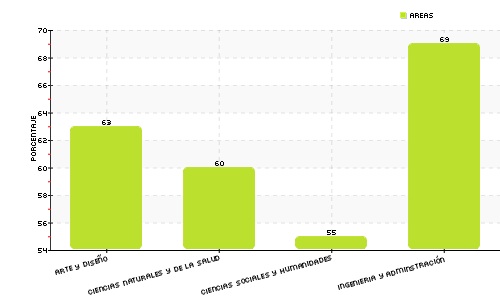 AREAS
PORCENTAJE
70
68
66
64
62
60
58
56
54
63
60
55
69
ARTE Y DISEÑO
CIENCIAS NATURALES Y DE LA SALUD
CIENCIAS SOCIALES Y HUMANIDADES
INGENIERIA Y ADMINSTRACIÓN